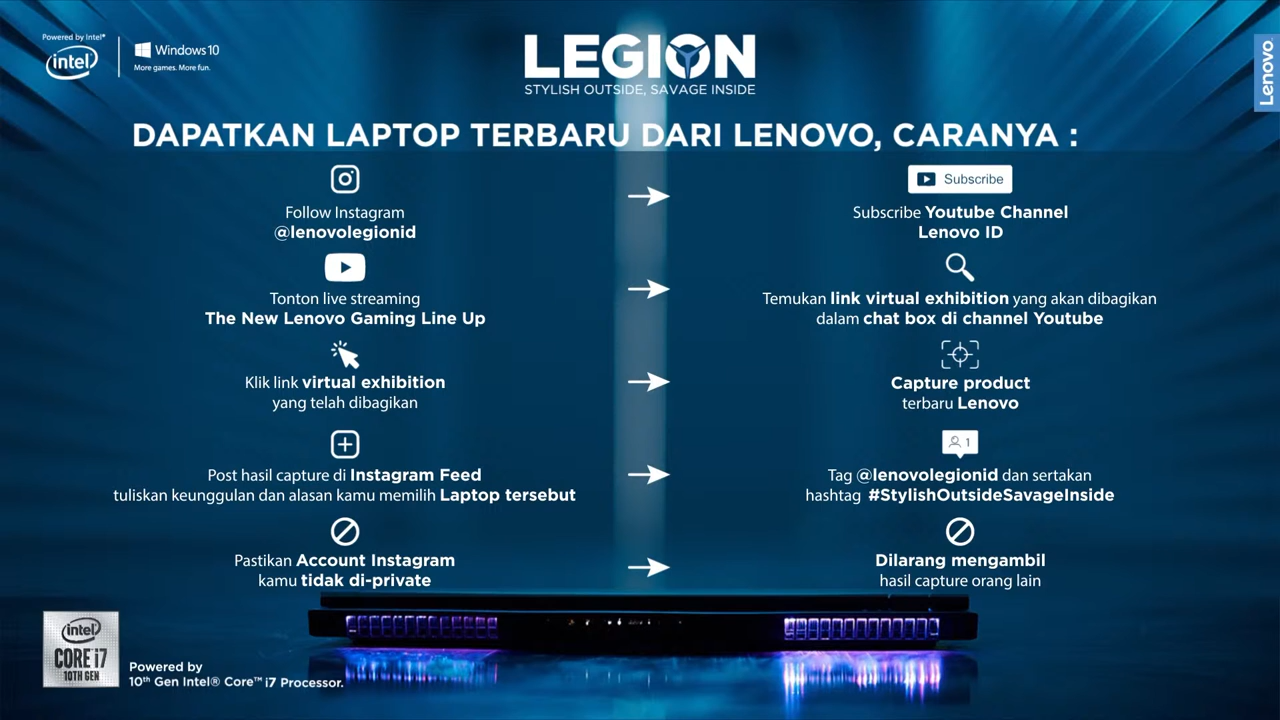 Powered by Intel®
intel
Windows 10
More games. More fun.
LEGION
STYLISH OUTSIDE, SAVAGE INSIDE
Lenovo
DAPATKAN LAPTOP TERBARU DARI LENOVO, CARANYA :
Follow Instagram
@lenovolegionid
Subscribe
Subscribe Youtube Channel
Lenovo ID
Tonton live streaming
The New Lenovo Gaming Line Up
Temukan link virtual exhibition yang akan dibagikan
dalam chat box di channel Youtube
Klik link virtual exhibition
yang telah dibagikan
Capture product
terbaru Lenovo
Post hasil capture di Instagram Feed
tuliskan keunggulan dan alasan kamu memilih Laptop tersebut
1
Tag @lenovolegionid dan sertakan
hashtag #StylishOutsideSavageInside
Pastikan Account Instagram
kamu tidak di-private
Dilarang mengambil
hasil capture orang lain
intel
CORE i7
10TH GEN
Powered by
10th Gen Intel® Core™ i7 Processor.